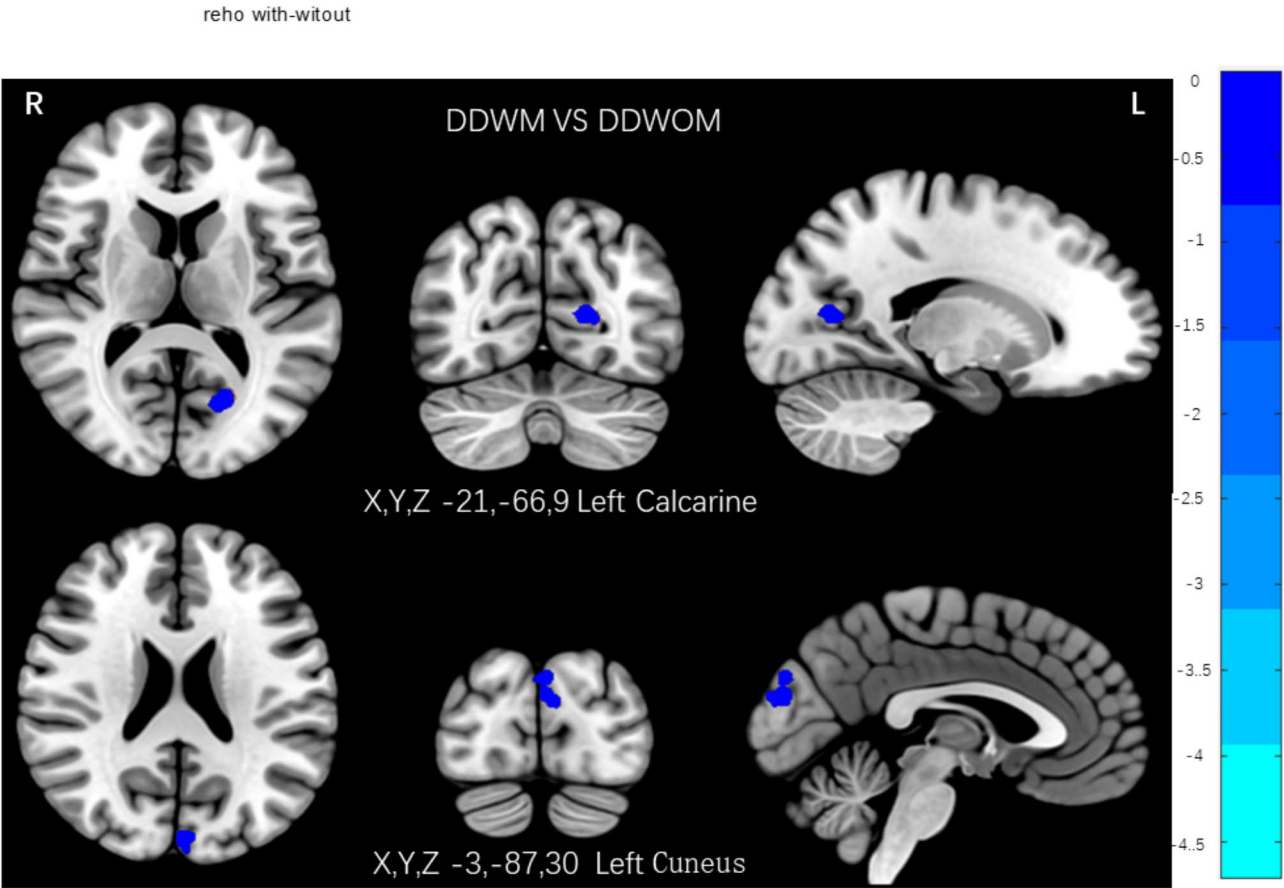 reho with-witout
R
DDWM VS DDWOM
L
X,Y,Z -21,-66,9 Left Calcarine
X,Y,Z -3,-87,30 Left Cuneus
0
-0.5
-1
-1.5
-2
-2.5
-3
-3.5
-4
-4.5